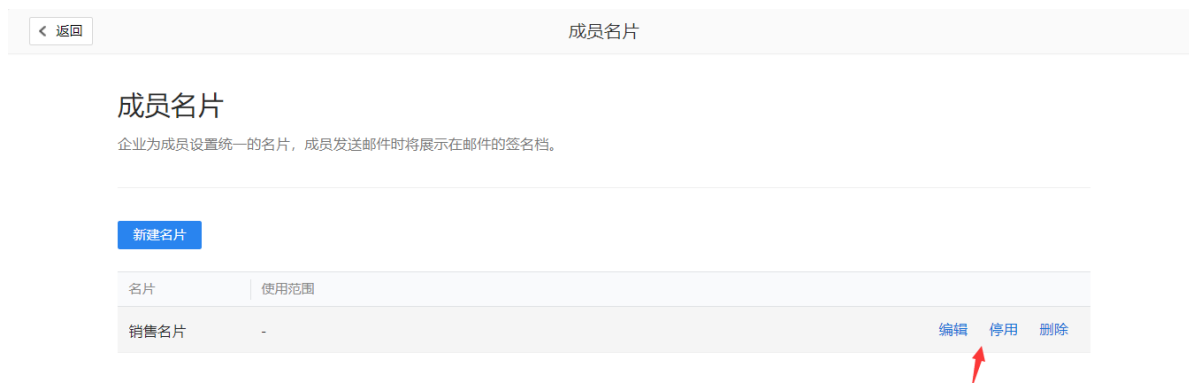 返回 成员名片
成员名片
企业为成员设置统一的名片，成员发送邮件时将展示在邮件的签名档。
新建名片
名片 使用范围
销售名片 - 编辑 停用 删除